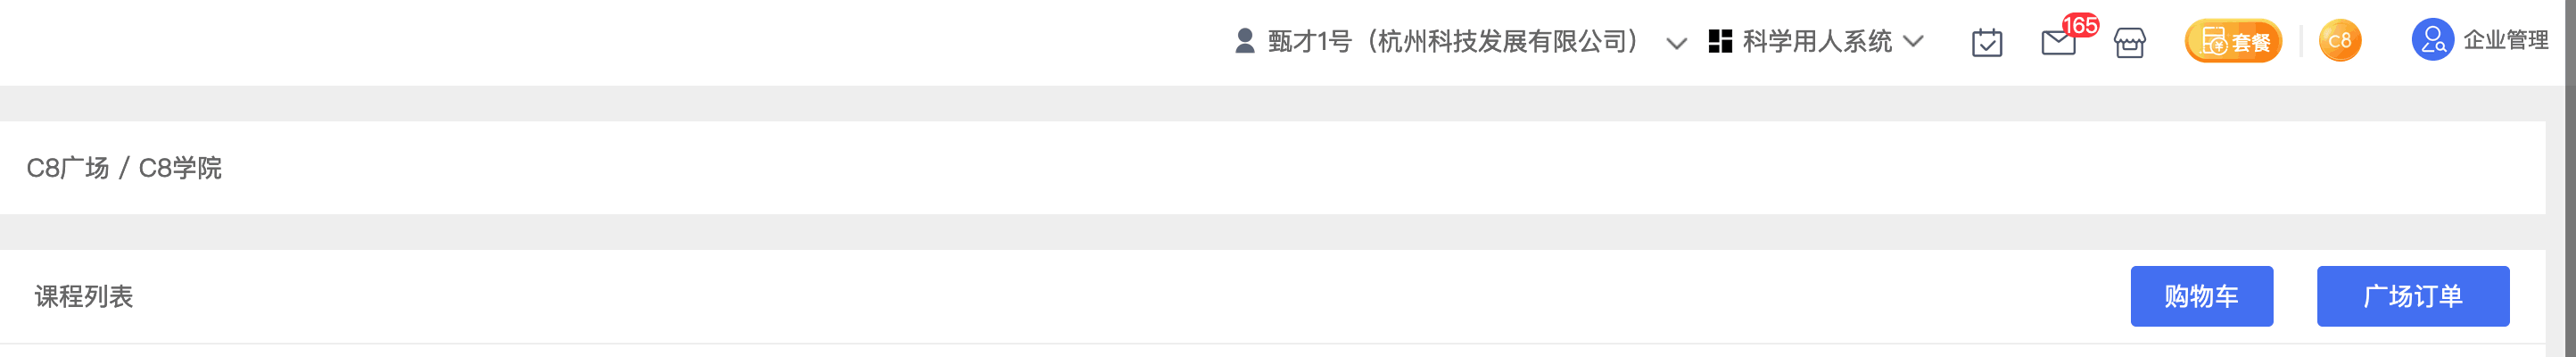 甄才1号（杭州科技发展有限公司） 科学用人系统 165 套餐 C8 企业管理
C8广场 / C8学院
课程列表 购物车 广场订单